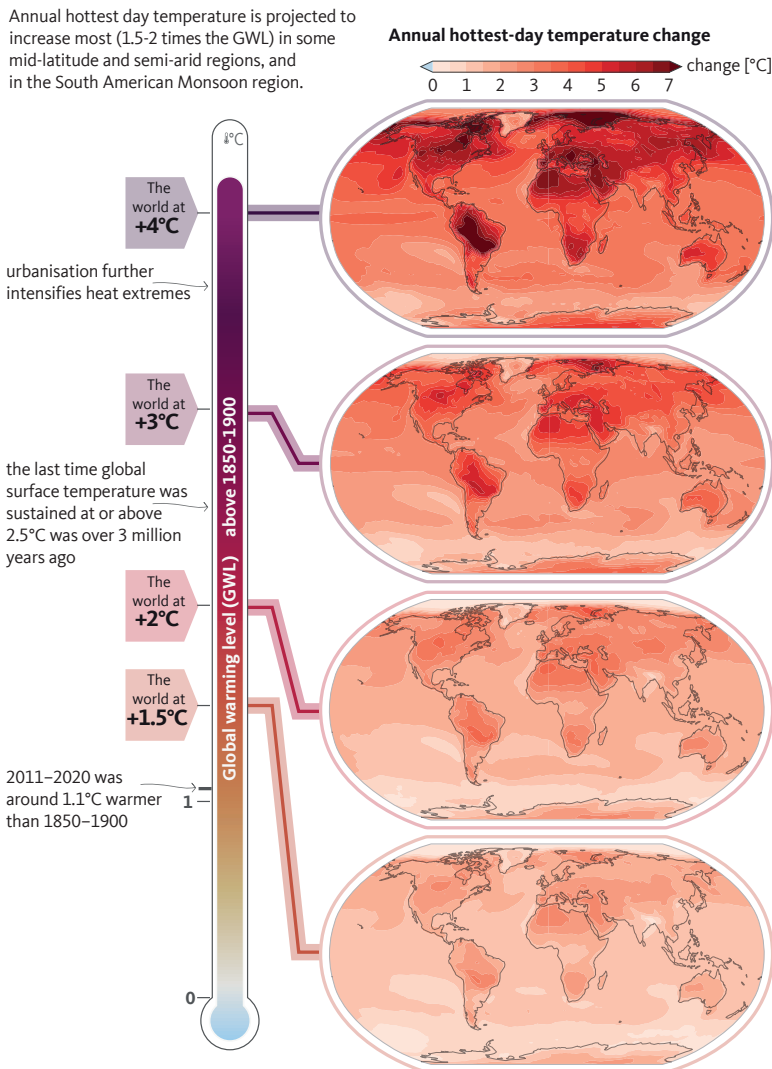 Annual hottest day temperature is projected to
increase most (1.5-2 times the GWL) in some
mid-latitude and semi-arid regions, and
in the South American Monsoon region.
Annual hottest-day temperature change
change [°C]
0 1 2 3 4 5 6 7
°C
The
world at
+4°C
urbanisation further
intensifies heat extremes
The
world at
+3°C
the last time global
surface temperature was
sustained at or above
2.5°C was over 3 million
years ago
The
world at
+2°C
The
world at
+1.5°C
2011–2020 was
around 1.1°C warmer
than 1850–1900
1
0
Global warming level (GWL) above 1850-1900